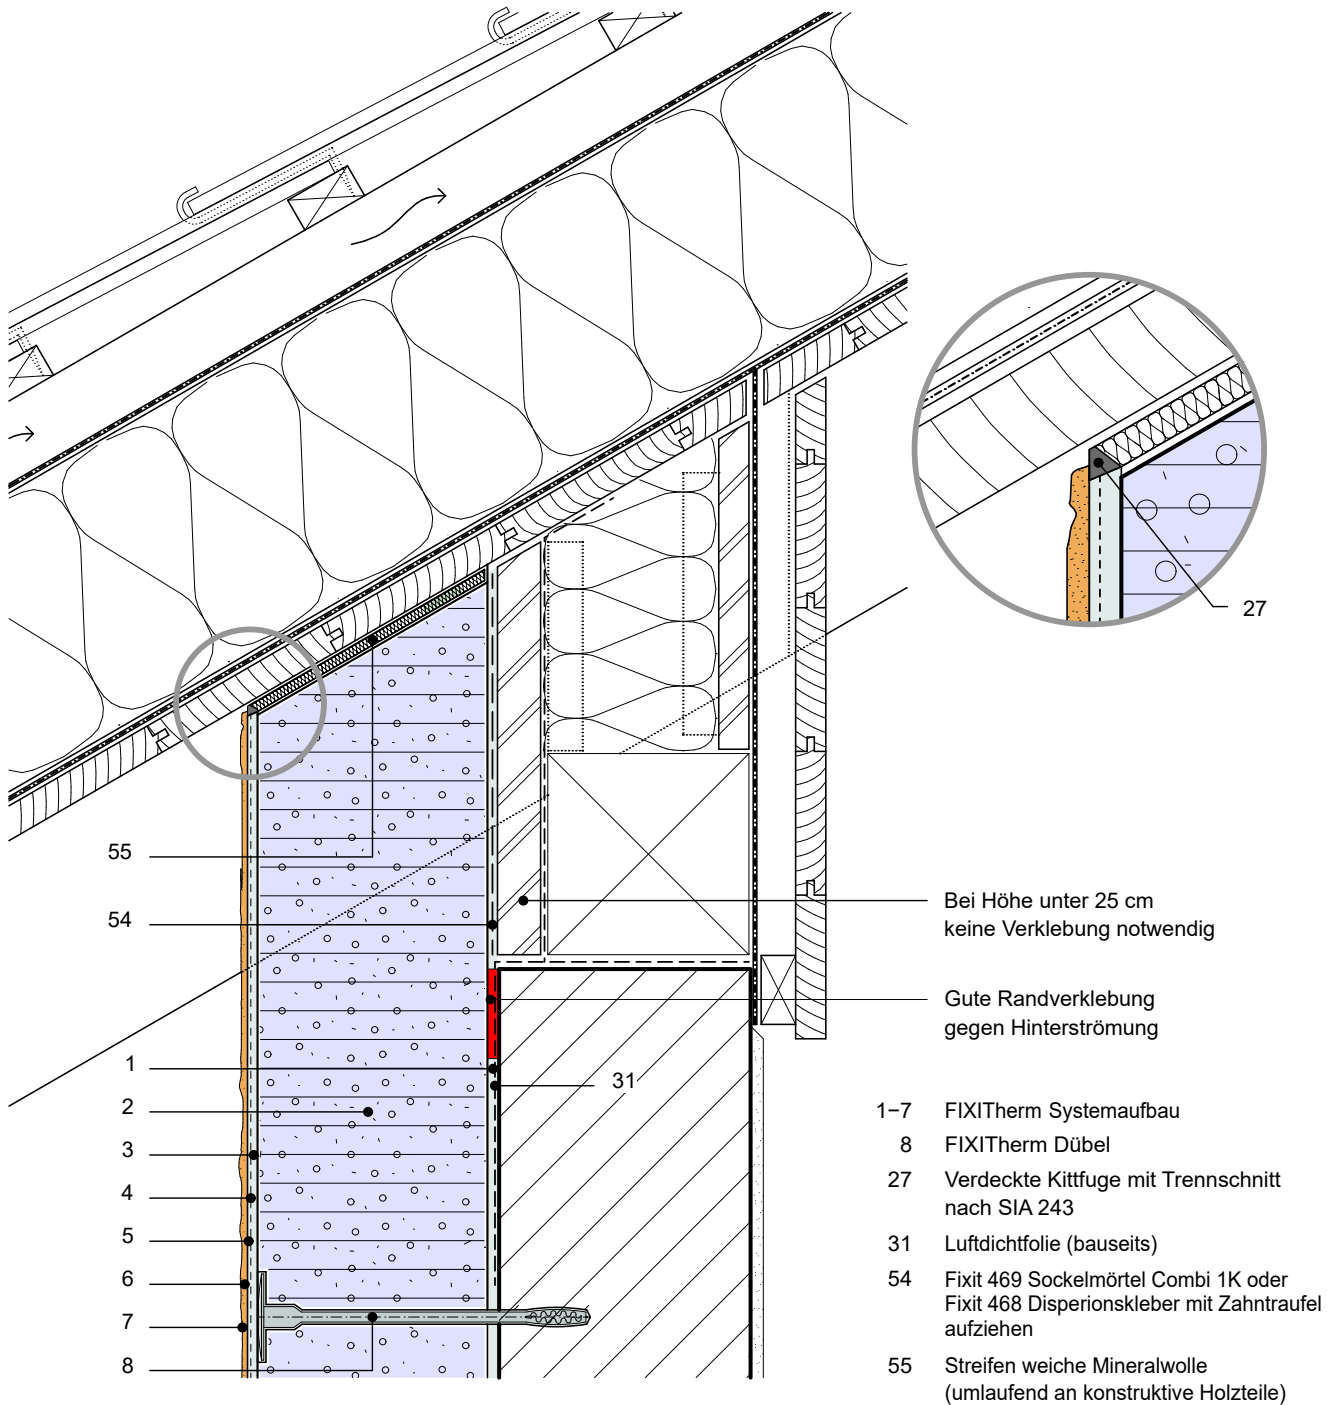 27
55
54
Bei Höhe unter 25 cm
keine Verklebung notwendig
Gute Randverklebung
gegen Hinterströmung
1
31
2
3
4
5
6
7
8
1–7 FIXITherm Systemaufbau
8 FIXITherm Dübel
27 Verdeckte Kittfuge mit Trennschnitt
nach SIA 243
31 Luftdichtfolie (bauseits)
54 Fixit 469 Sockelmörtel Combi 1K oder
Fixit 468 Disperionskleber mit Zahntraufel
aufziehen
55 Streifen weiche Mineralwolle
(umlaufend an konstruktive Holzteile)